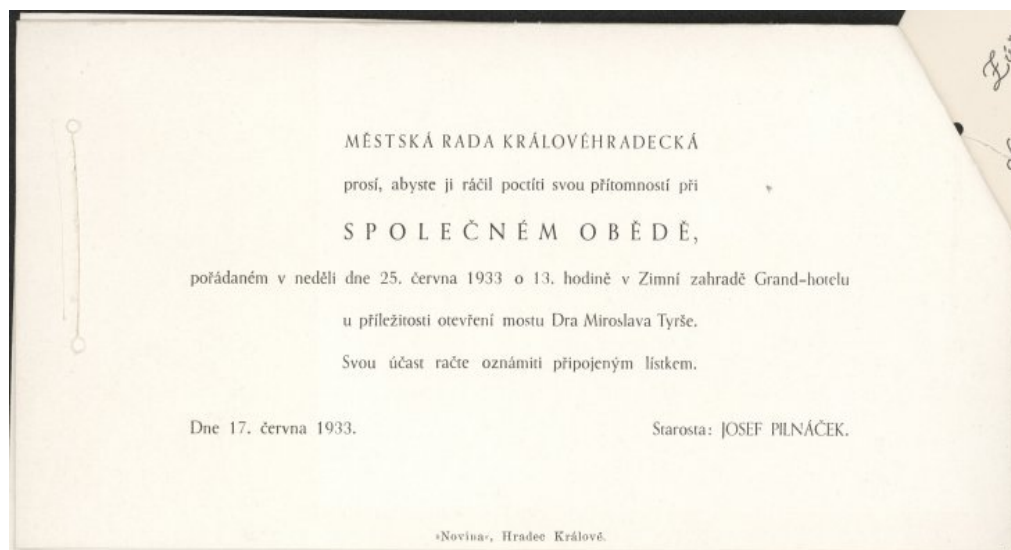 MĚSTSKÁ RADA KRÁLOVÉHRADECKÁ
prosí, abyste ji ráčil poctíti svou přítomností při
SPOLEČNÉM OBĚDĚ,
pořádaném v neděli dne 25. června 1933 o 13. hodině v Zimní zahradě Grand-hotelu
u příležitosti otevření mostu Dra Miroslava Tyrše.
Svou účast račte oznámiti připojeným lístkem.
Dne 17. června 1933. Starosta: JOSEF PILNÁČEK.
»Novina«, Hradec Králové.